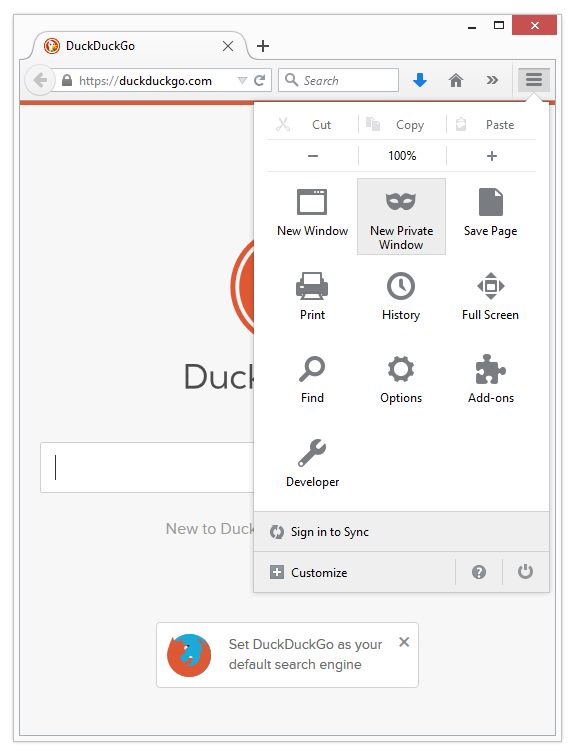 DuckDuckGo
https://duckduckgo.com
Search
Cut
Copy
Paste
100%
New Window
New Private
Window
Save Page
Print
History
Full Screen
Duck
Find
Options
Add-ons
Developer
New to Duck
Sign in to Sync
Customize
Set DuckDuckGo as your
default search engine